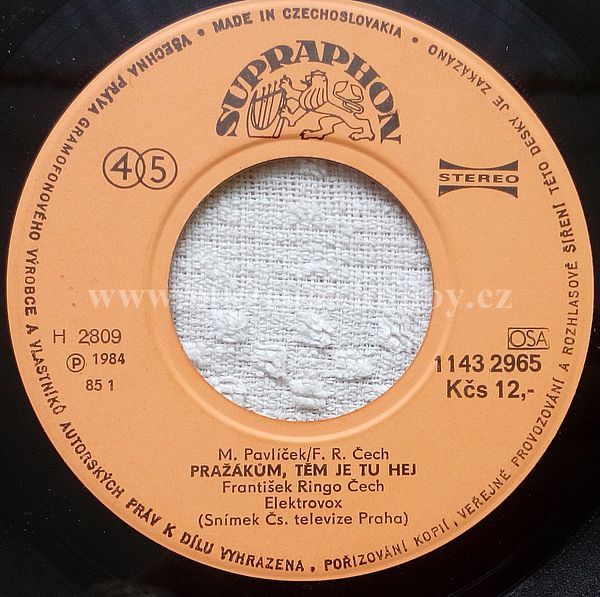 VŠECHNA PRÁVA GRAMOFONOVÉHO VÝROBCE A VLASTNÍKŮ AUTORSKÝCH PRÁV K DÍLU VYHRAZENA. POŘIZOVÁNÍ KOPIÍ, VEŘEJNÉ PROVOZOVÁNÍ A ROZHLASOVÉ ŠÍŘENÍ TÉTO DESKY JE ZAKÁZÁNO • MADE IN CZECHOSLOVAKIA •
SUPRAPHON
45
STEREO
H 2809
Ⓟ 1984
85 1
OSA
1143 2965
Kčs 12,-
M. Pavlíček/F. R. Čech
PRAŽÁKŮM, TĚM JE TU HEJ
František Ringo Čech
Elektrovox
(Snímek Čs. televize Praha)